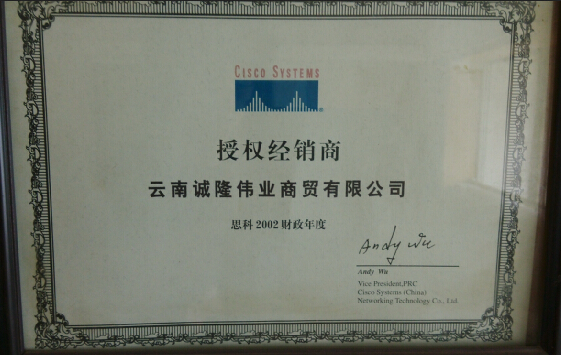 CISCO SYSTEMS
授权经销商
云南诚隆伟业商贸有限公司
思科2002财政年度
Andy Wu
Andy Wu
Vice President,PRC
Cisco Systems (China)
Networking Technology Co., Ltd.